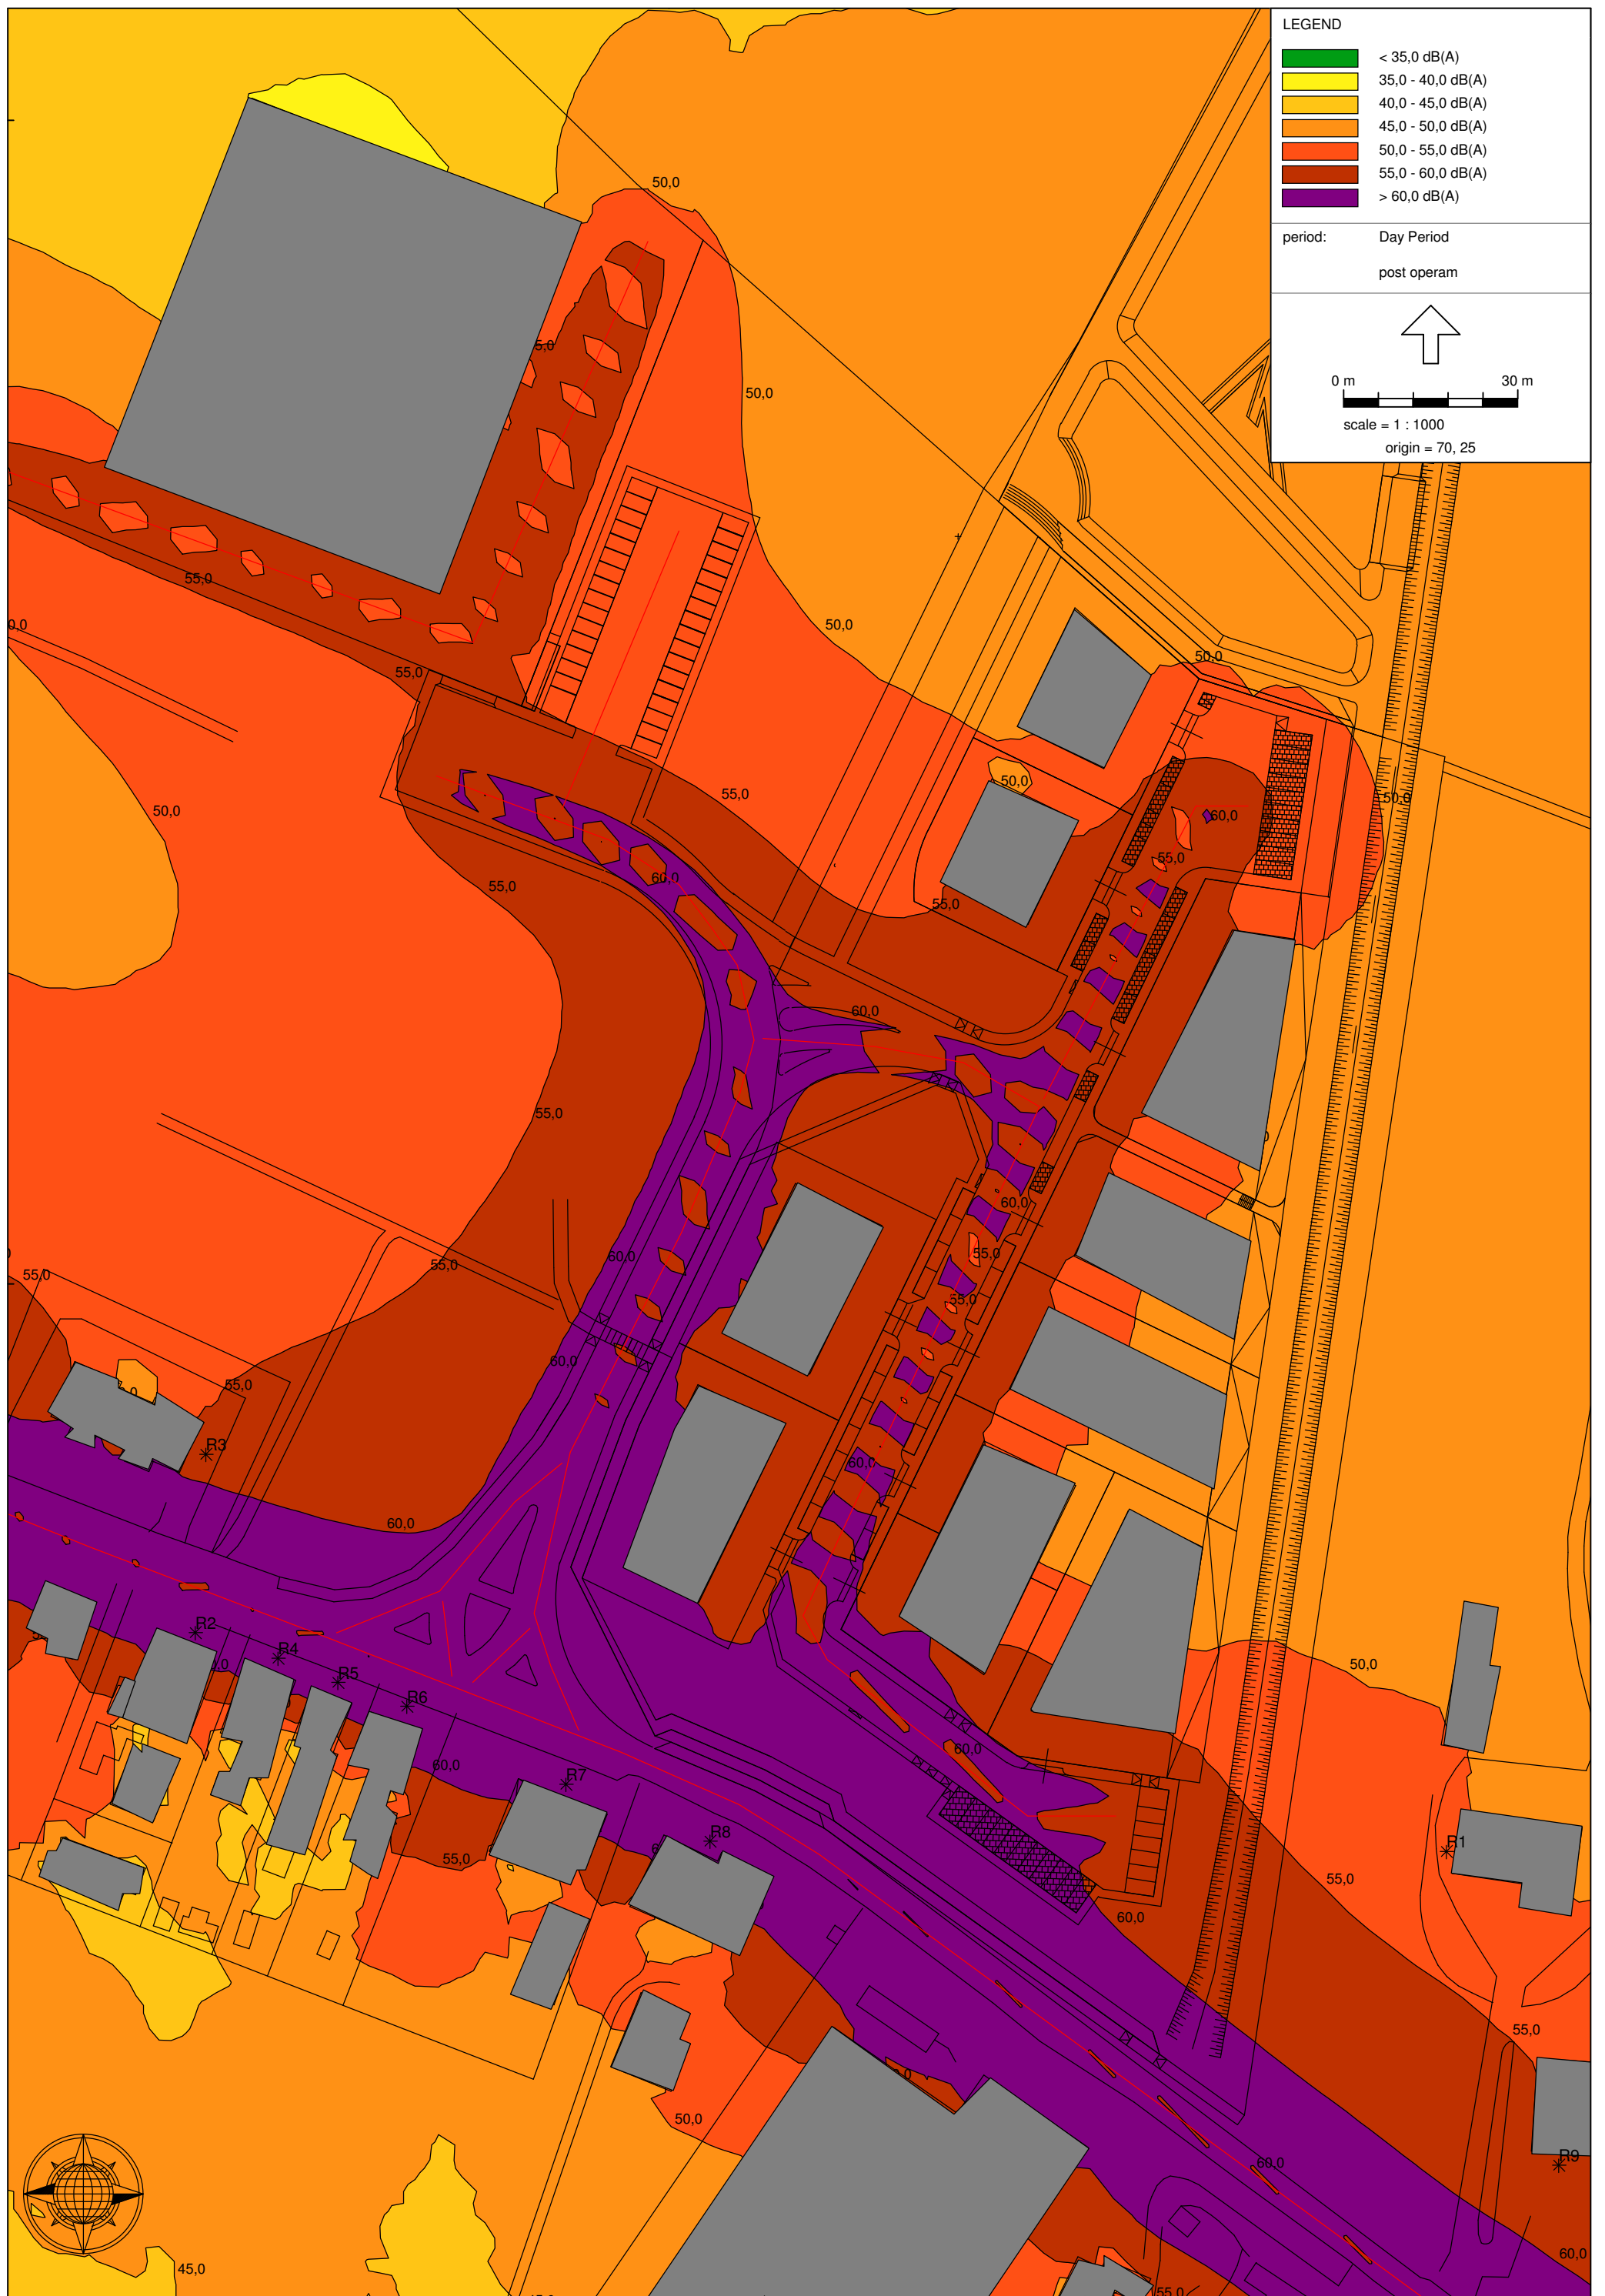 LEGEND
< 35,0 dB(A)
35,0 - 40,0 dB(A)
40,0 - 45,0 dB(A)
45,0 - 50,0 dB(A)
50,0 - 55,0 dB(A)
55,0 - 60,0 dB(A)
> 60,0 dB(A)
period: Day Period
post operam
0 m 30 m
scale = 1 : 1000
origin = 70, 25
50,0
50,0
55,0
50,0
50,0
55,0
50,0
55,0
50,0
50,0
50,0
60,0
55,0
60,0
55,0
55,0
60,0
55,0
60,0
55,0
60,0
55,0
55,0
55,0
60,0
55,0
R3
60,0
60,0
R2
R4
R5
R6
50,0
60,0
60,0
R7
R8
R1
55,0
55,0
60,0
55,0
50,0
60,0
R9
60,0
45,0
55,0